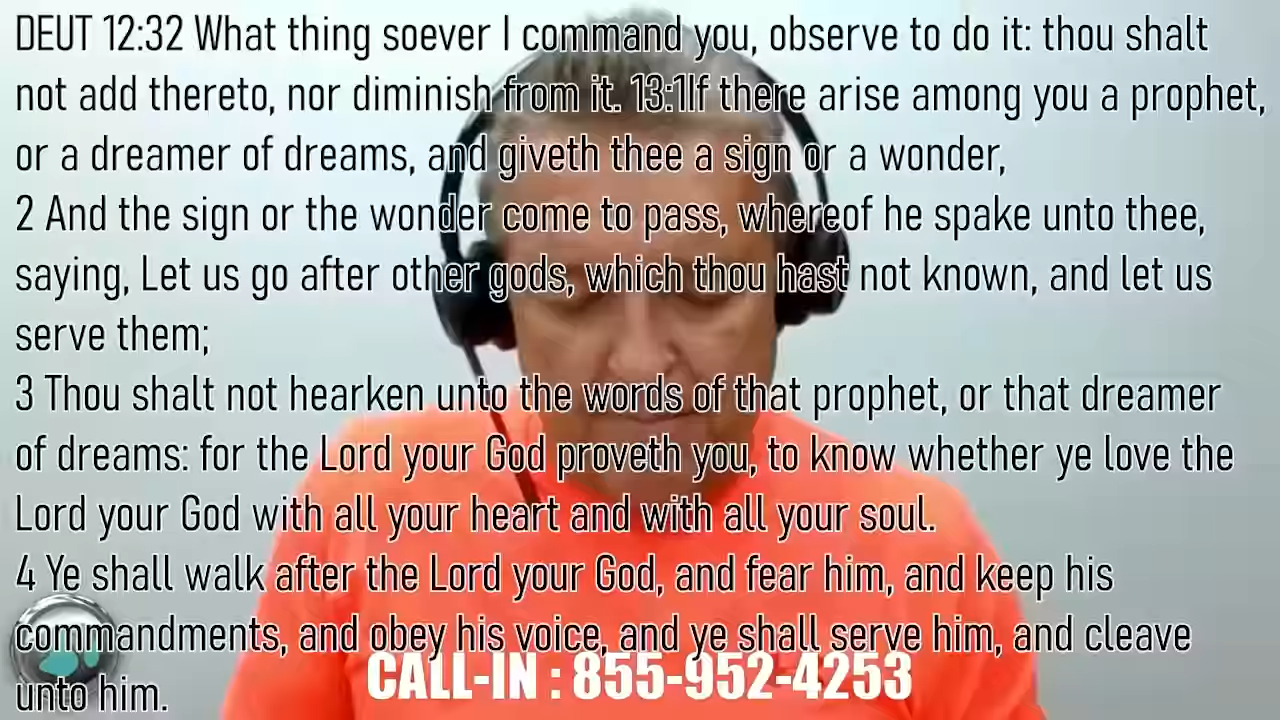 DEUT 12:32 What thing soever I command you, observe to do it: thou shalt
not add thereto, nor diminish from it. 13:1If there arise among you a prophet,
or a dreamer of dreams, and giveth thee a sign or a wonder,
2 And the sign or the wonder come to pass, whereof he spake unto thee,
saying, Let us go after other gods, which thou hast not known, and let us
serve them;
3 Thou shalt not hearken unto the words of that prophet, or that dreamer
of dreams: for the Lord your God proveth you, to know whether ye love the
Lord your God with all your heart and with all your soul.
4 Ye shall walk after the Lord your God, and fear him, and keep his
commandments, and obey his voice, and ye shall serve him, and cleave
unto him.
CALL-IN : 855-952-4253